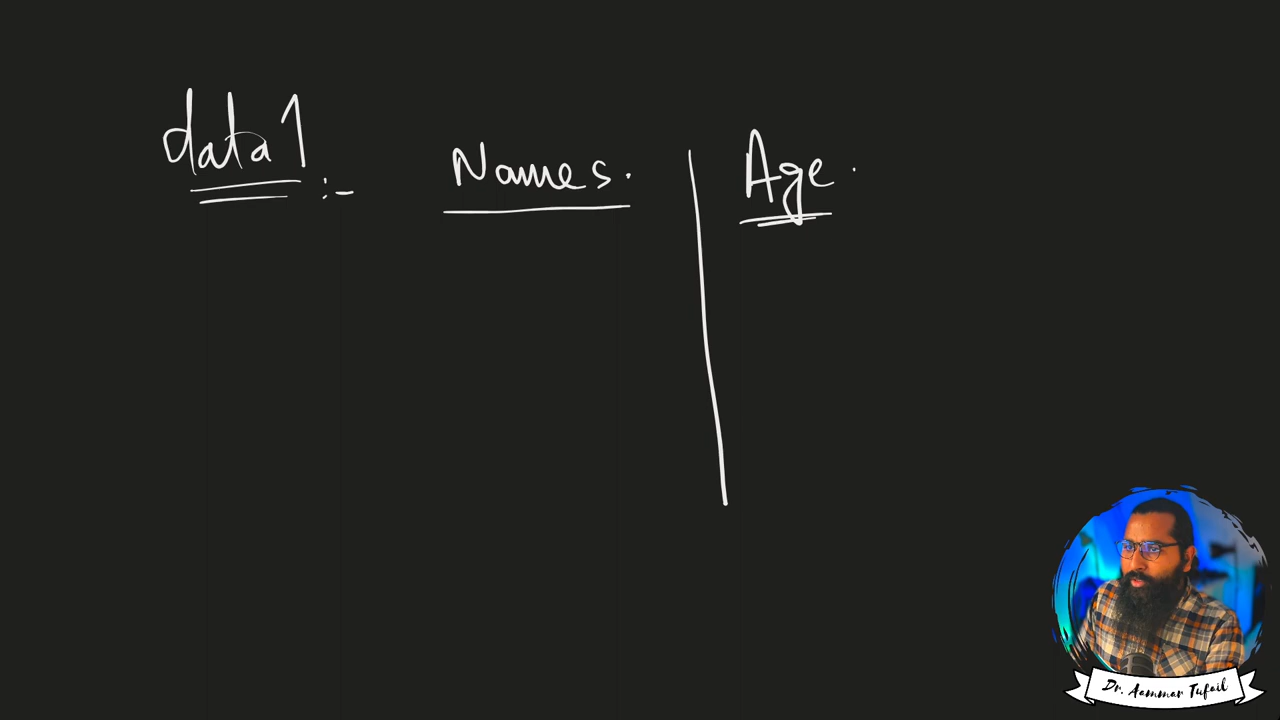 data1 :- Names. | Age.
Dr. Aammar Tufail